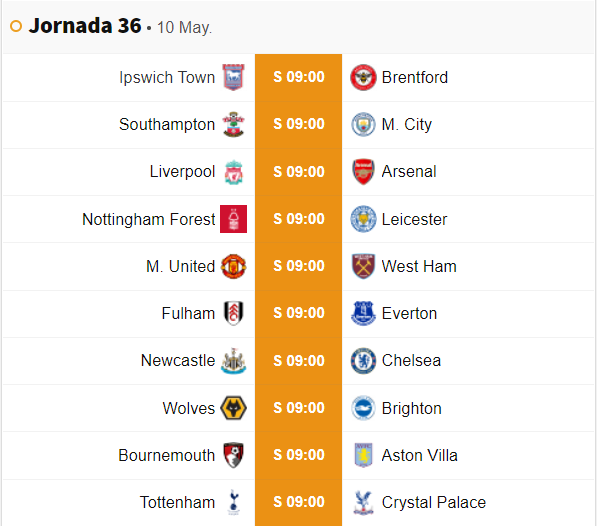 Jornada 36 • 10 May.
Ipswich Town S 09:00 Brentford
Southampton S 09:00 M. City
Liverpool S 09:00 Arsenal
Nottingham Forest S 09:00 Leicester
M. United S 09:00 West Ham
Fulham S 09:00 Everton
Newcastle S 09:00 Chelsea
Wolves S 09:00 Brighton
Bournemouth S 09:00 Aston Villa
Tottenham S 09:00 Crystal Palace